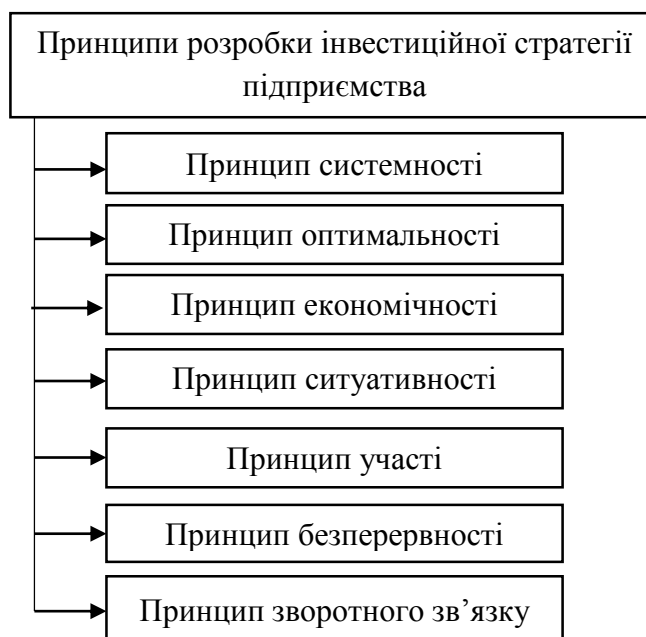 Принципи розробки інвестиційної стратегії
підприємства
Принцип системності
Принцип оптимальності
Принцип економічності
Принцип ситуативності
Принцип участі
Принцип безперервності
Принцип зворотного зв’язку